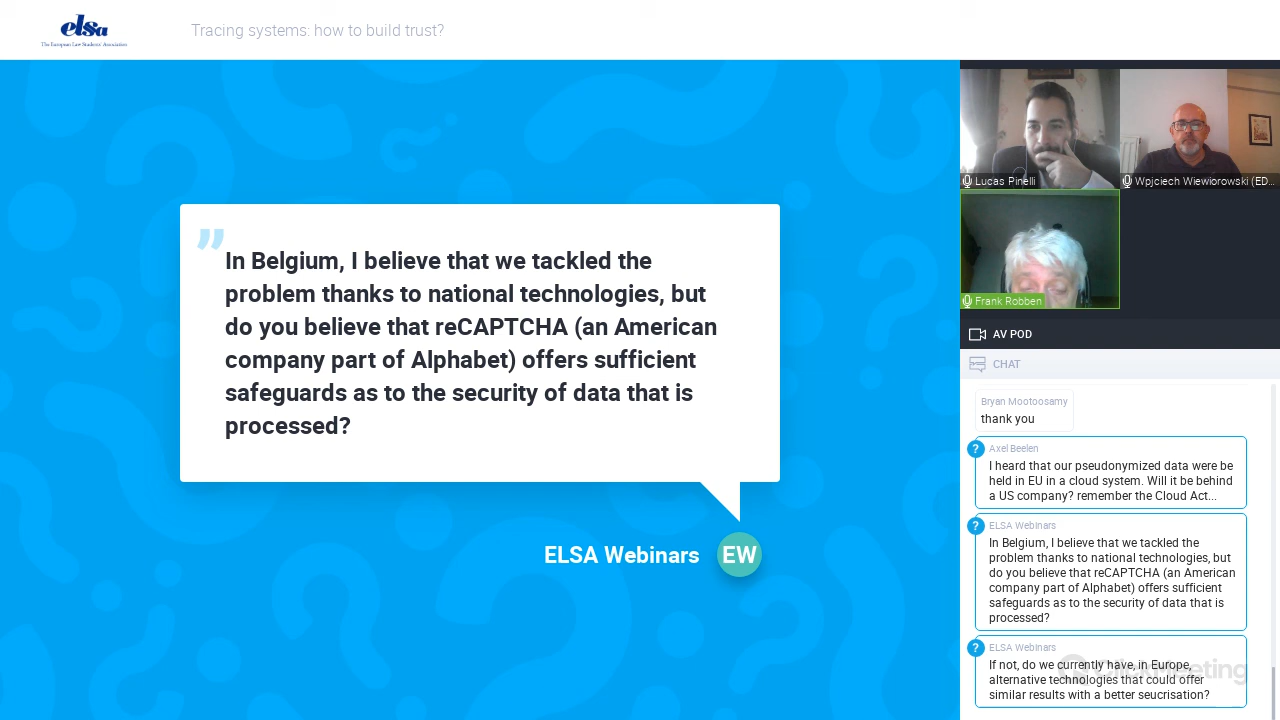 elsa
The European Law Students' Association
Tracing systems: how to build trust?
In Belgium, I believe that we tackled the
problem thanks to national technologies, but
do you believe that reCAPTCHA (an American
company part of Alphabet) offers sufficient
safeguards as to the security of data that is
processed?
ELSA Webinars
EW
Lucas Pinelli
Wpjciech Wiewiorowski (ED...
Frank Robben
AV POD
CHAT
Bryan Mootoosamy
thank you
?
Axel Beelen
I heard that our pseudonymized data were be
held in EU in a cloud system. Will it be behind
a US company? remember the Cloud Act...
?
ELSA Webinars
In Belgium, I believe that we tackled the
problem thanks to national technologies, but
do you believe that reCAPTCHA (an American
company part of Alphabet) offers sufficient
safeguards as to the security of data that is
processed?
?
ELSA Webinars
If not, do we currently have, in Europe,
alternative technologies that could offer
similar results with a better seucrisation?
ClickMeeting